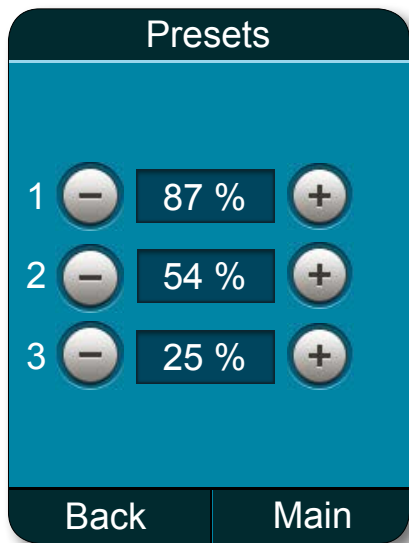 Presets
1 − 87 % +
2 − 54 % +
3 − 25 % +
Back Main